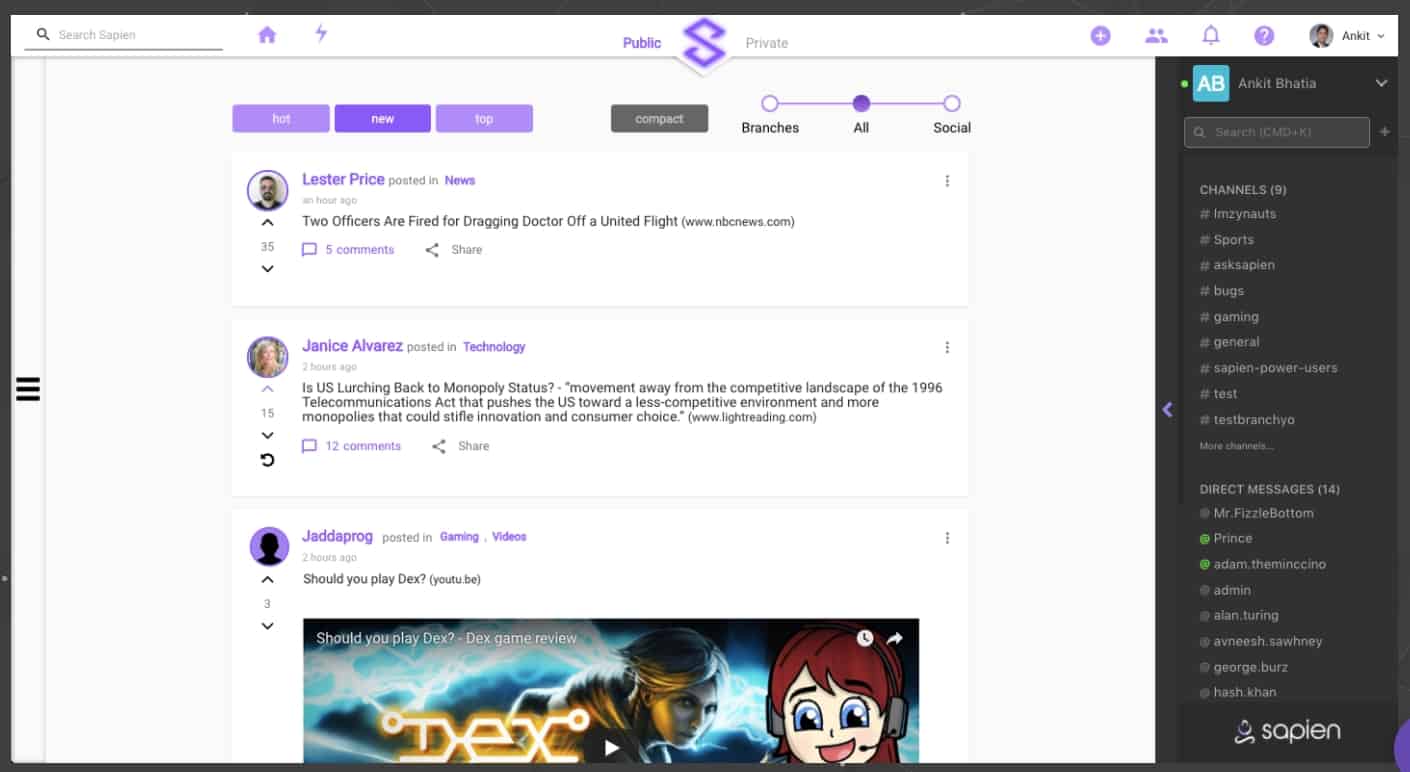 Search Sapien
Public
Private
Ankit
hot
new
top
compact
Branches
All
Social
Lester Price posted in News
an hour ago
35
Two Officers Are Fired for Dragging Doctor Off a United Flight (www.nbcnews.com)
5 comments
Share
Janice Alvarez posted in Technology
2 hours ago
15
Is US Lurching Back to Monopoly Status? - “movement away from the competitive landscape of the 1996
Telecommunications Act that pushes the US toward a less-competitive environment and more
monopolies that could stifle innovation and consumer choice.” (www.lightreading.com)
12 comments
Share
Jaddaprog posted in Gaming , Videos
2 hours ago
3
Should you play Dex? (youtu.be)
Should you play Dex? - Dex game review
DEX
AB
Ankit Bhatia
Search (CMD+K)
CHANNELS (9)
# Imzynauts
# Sports
# asksapien
# bugs
# gaming
# general
# sapien-power-users
# test
# testbranchyo
More channels...
DIRECT MESSAGES (14)
@ Mr.FizzleBottom
@ Prince
@ adam.theminccino
@ admin
@ alan.turing
@ avneesh.sawhney
@ george.burz
@ hash.khan
sapien